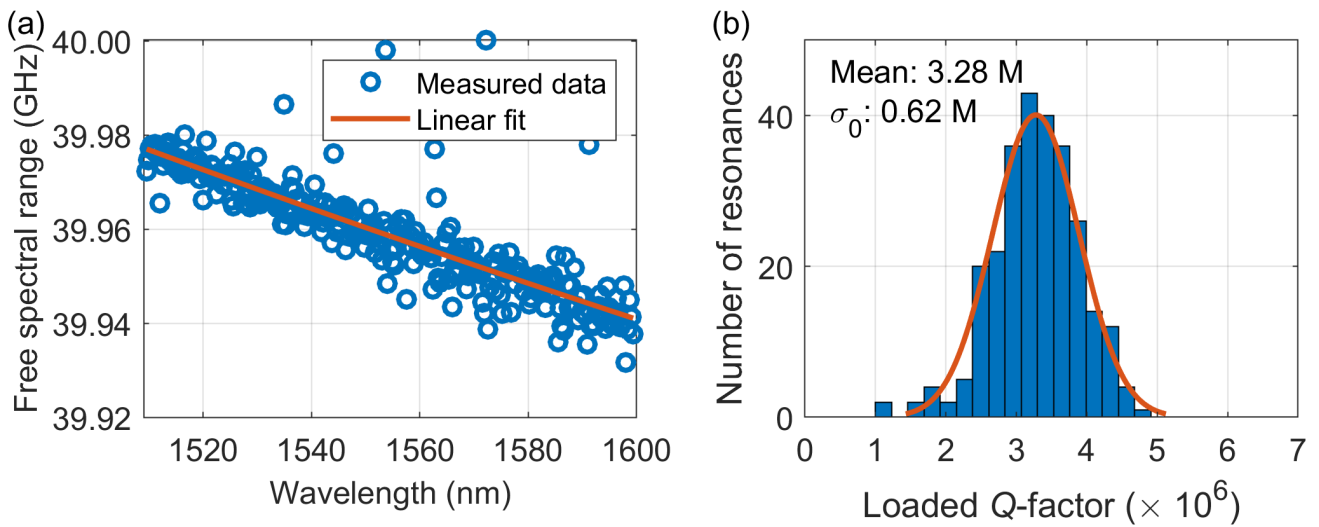 (a)
Free spectral range (GHz)
40.00
39.98
39.96
39.94
39.92
Measured data
Linear fit
1520
1540
1560
1580
1600
Wavelength (nm)
(b)
Number of resonances
40
20
0
Mean: 3.28 M
σ₀: 0.62 M
0
1
2
3
4
5
6
7
Loaded Q-factor (× 10⁶)